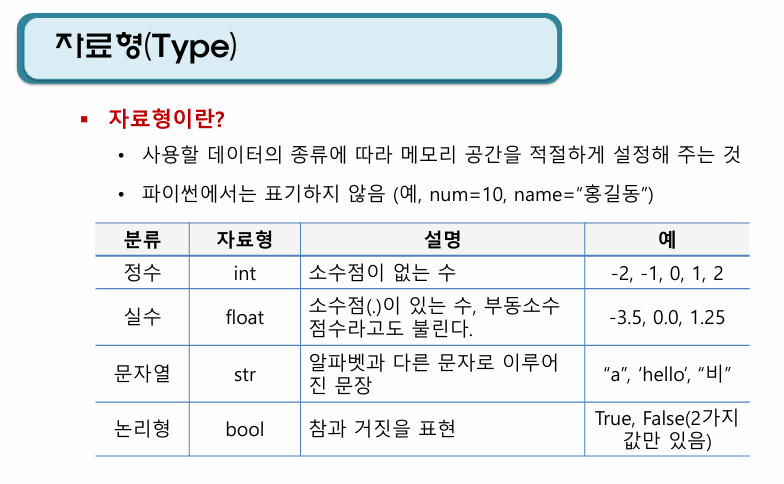 자료형(Type)
▪ 자료형이란?
• 사용할 데이터의 종류에 따라 메모리 공간을 적절하게 설정해 주는 것
• 파이썬에서는 표기하지 않음 (예, num=10, name=“홍길동”)
분류 자료형 설명 예
정수 int 소수점이 없는 수 -2, -1, 0, 1, 2
실수 float 소수점(.)이 있는 수, 부동소수
점수라고도 불린다. -3.5, 0.0, 1.25
문자열 str 알파벳과 다른 문자로 이루어
진 문장 “a”, ‘hello’, “비”
논리형 bool 참과 거짓을 표현 True, False(2가지
값만 있음)